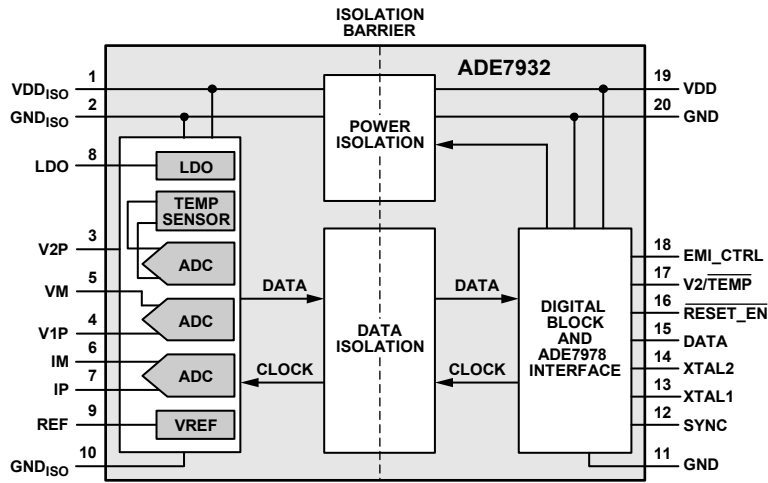 ISOLATION
BARRIER
ADE7932
1
VDDISO
2
GNDISO
8
LDO
3
V2P
5
VM
4
V1P
6
IM
7
IP
9
REF
10
GNDISO
LDO
TEMP
SENSOR
ADC
ADC
ADC
VREF
POWER
ISOLATION
DATA
CLOCK
DATA
ISOLATION
DATA
CLOCK
DIGITAL
BLOCK
AND
ADE7978
INTERFACE
19
VDD
20
GND
18
EMI_CTRL
17
V2/TEMP
16
RESET_EN
15
DATA
14
XTAL2
13
XTAL1
12
SYNC
11
GND